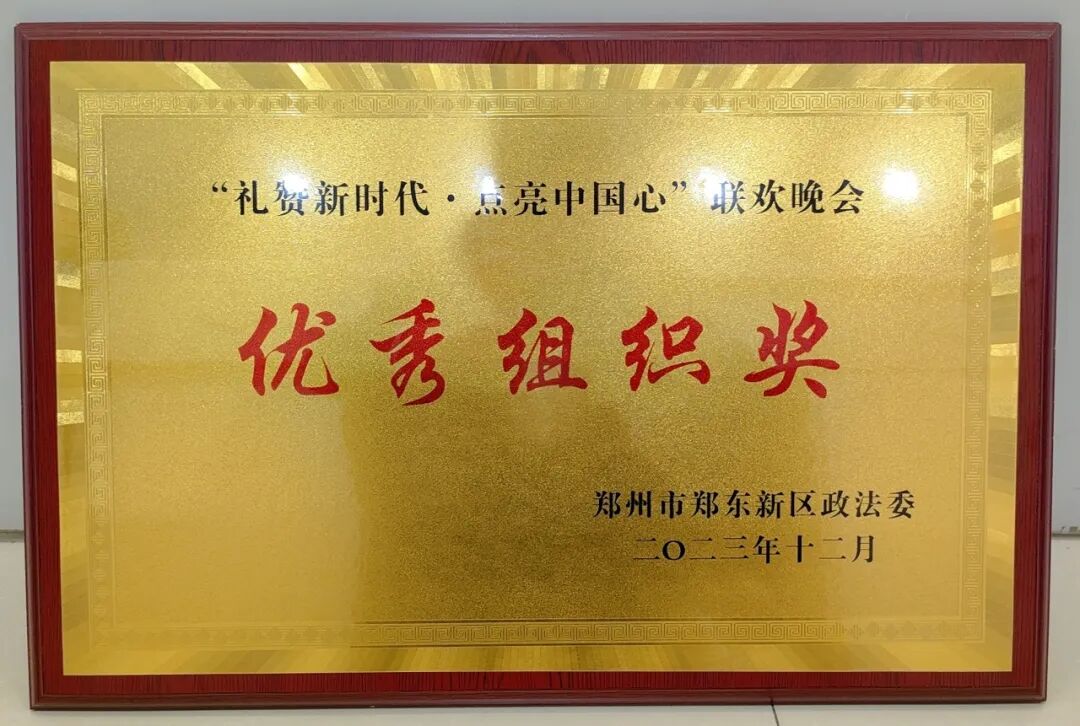 “礼赞新时代·点亮中国心”联欢晚会
优秀组织奖
郑州市郑东新区政法委
二〇二三年十二月